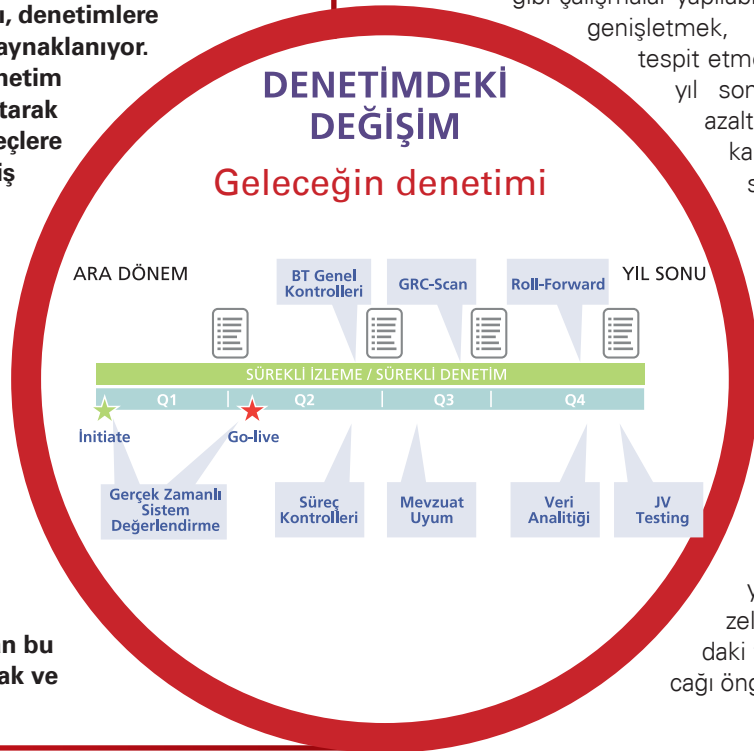 ı, denetimlere
aynaklanıyor.
netim
tarak
eçlere
iş
gibi çalışmalar
genişletmek,
tespit etme
yıl son
azalt
ka
s
DENETİMDEKİ
DEĞİŞİM
Geleceğin denetimi
ARA DÖNEM
BT Genel
Kontrolleri
GRC-Scan
Roll-Forward
YIL SONU
SÜREKLİ İZLEME / SÜREKLİ DENETİM
Q1 Q2 Q3 Q4
İnitiate
Go-live
Gerçek Zamanlı
Sistem
Değerlendirme
Süreç
Kontrolleri
Mevzuat
Uyum
Veri
Analitiği
JV
Testing
an bu
ak ve
y
zel
daki
cağı öng